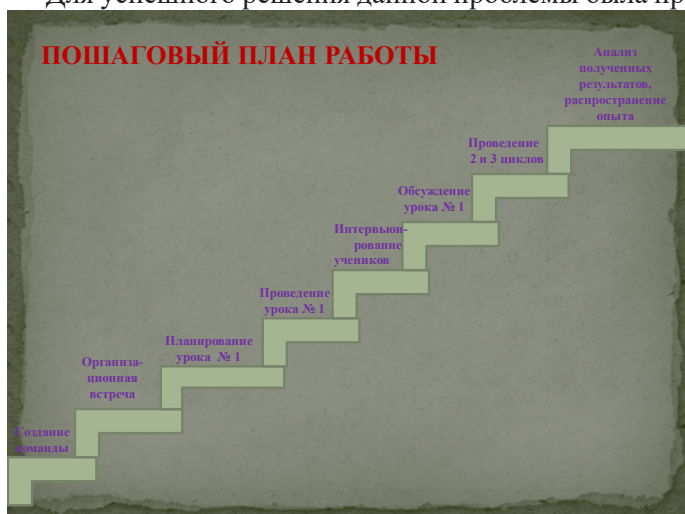 Для успешного решения данной проблемы была пр
ПОШАГОВЫЙ ПЛАН РАБОТЫ
Анализ
полученных
результатов,
распространение
опыта
Проведение
2 и 3 циклов
Обсуждение
урока № 1
Интервьюи-
рование
учеников
Проведение
урока № 1
Планирование
урока № 1
Организа-
ционная
встреча
Создание
команды